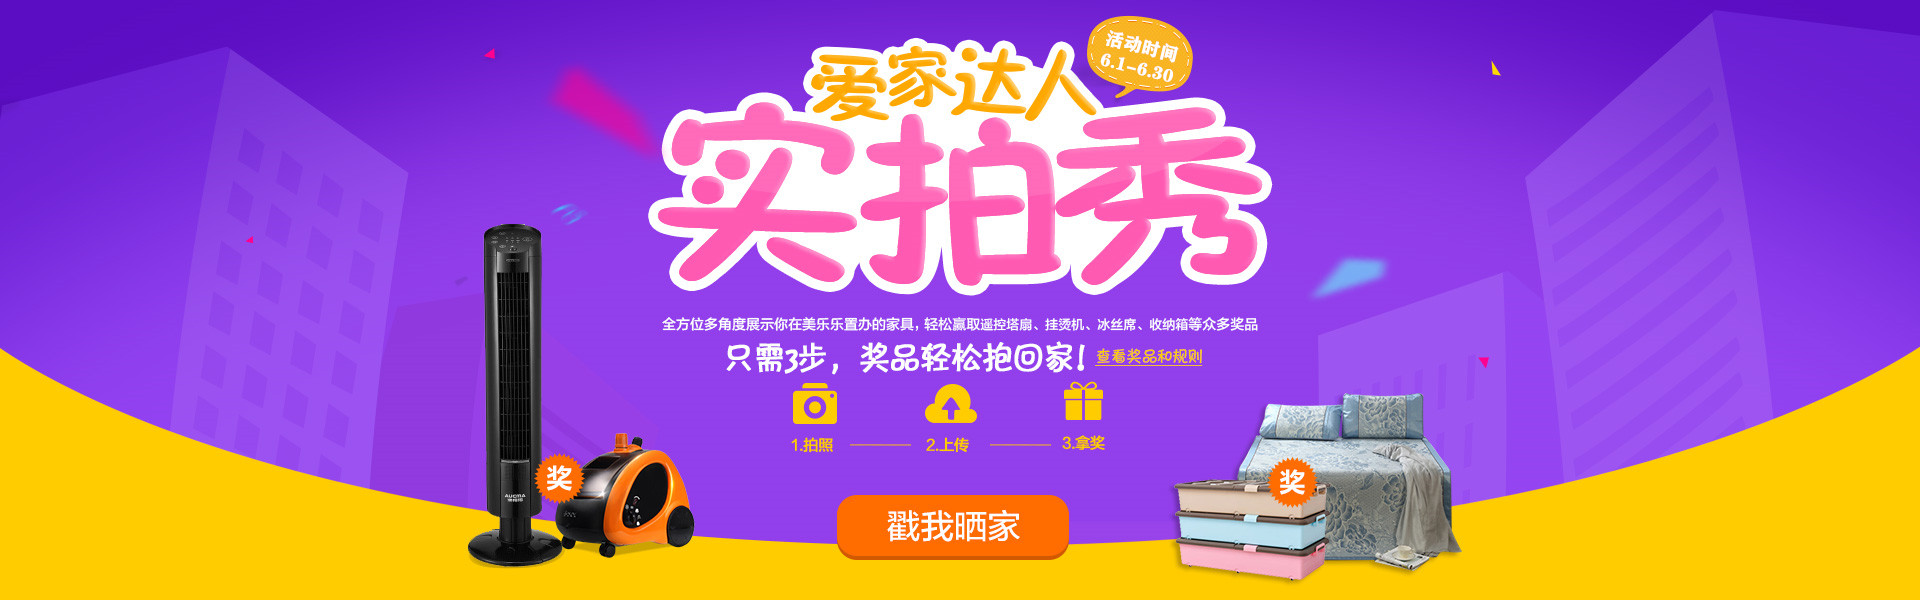 爱家达人
活动时间
6.1-6.30
实拍秀
全方位多角度展示你在美乐乐置办的家具，轻松赢取遥控塔扇、挂烫机、冰丝席、收纳箱等众多奖品
只需3步，奖品轻松抱回家！ 查看奖品和规则
1.拍照 2.上传 3.拿奖
奖
奖
AUCMA
戳我晒家